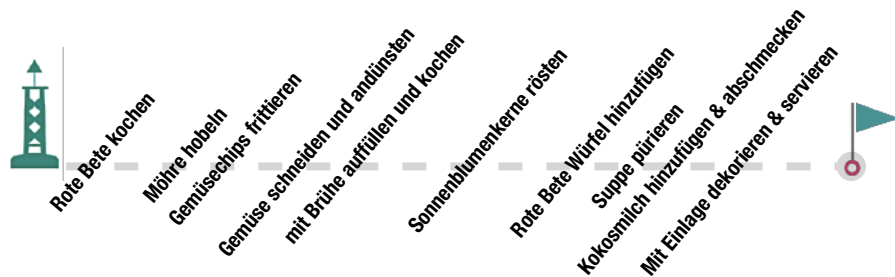 Rote Bete kochen
Möhre hobeln
Gemüsechips frittieren
Gemüse schneiden und andünsten
mit Brühe auffüllen und kochen
Sonnenblumenkerne rösten
Rote Bete Würfel hinzufügen
Suppe pürieren
Kokosmilch hinzufügen & abschmecken
Mit Einlage dekorieren & servieren